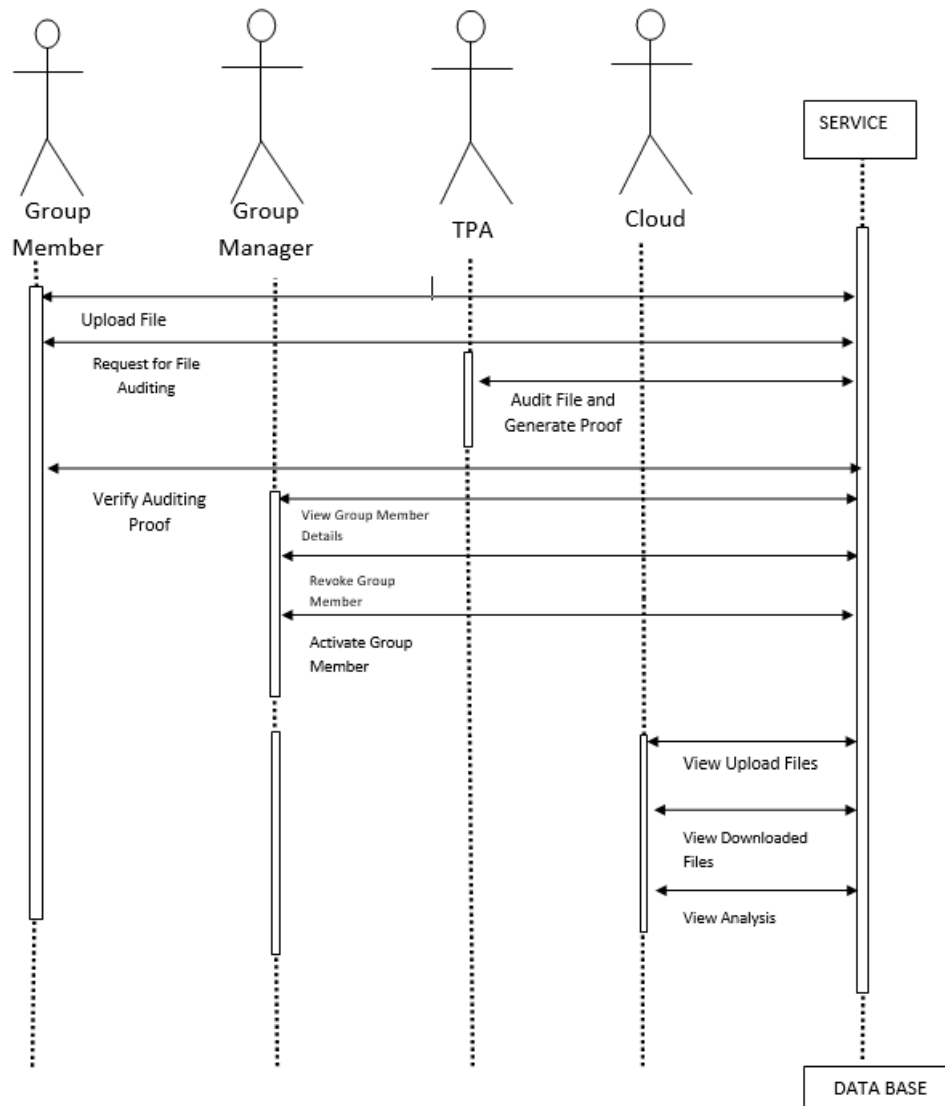 SERVICE
Group
Member
Group
Manager
TPA
Cloud
Upload File
Request for File
Auditing
Audit File and
Generate Proof
Verify Auditing
Proof
View Group Member
Details
Revoke Group
Member
Activate Group
Member
View Upload Files
View Downloaded
Files
View Analysis
DATA BASE